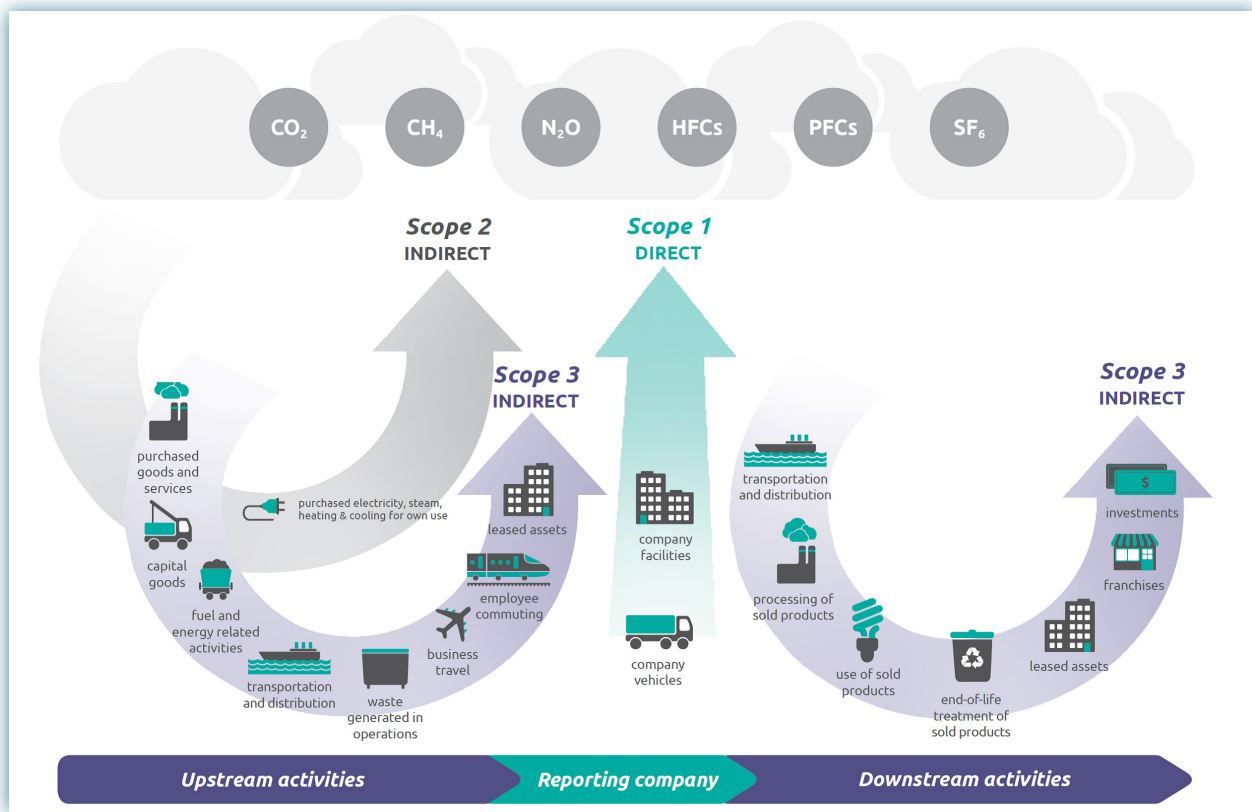 CO₂
CH₄
N₂O
HFCs
PFCs
SF₆
Scope 2
INDIRECT
Scope 1
DIRECT
Scope 3
INDIRECT
Scope 3
INDIRECT
purchased
goods and
services
capital
goods
fuel and
energy related
activities
transportation
and distribution
waste
generated in
operations
business
travel
employee
commuting
leased assets
purchased electricity, steam,
heating & cooling for own use
company
facilities
company
vehicles
transportation
and distribution
processing of
sold products
use of sold
products
end-of-life
treatment of
sold products
leased assets
franchises
$
investments
Upstream activities
Reporting company
Downstream activities